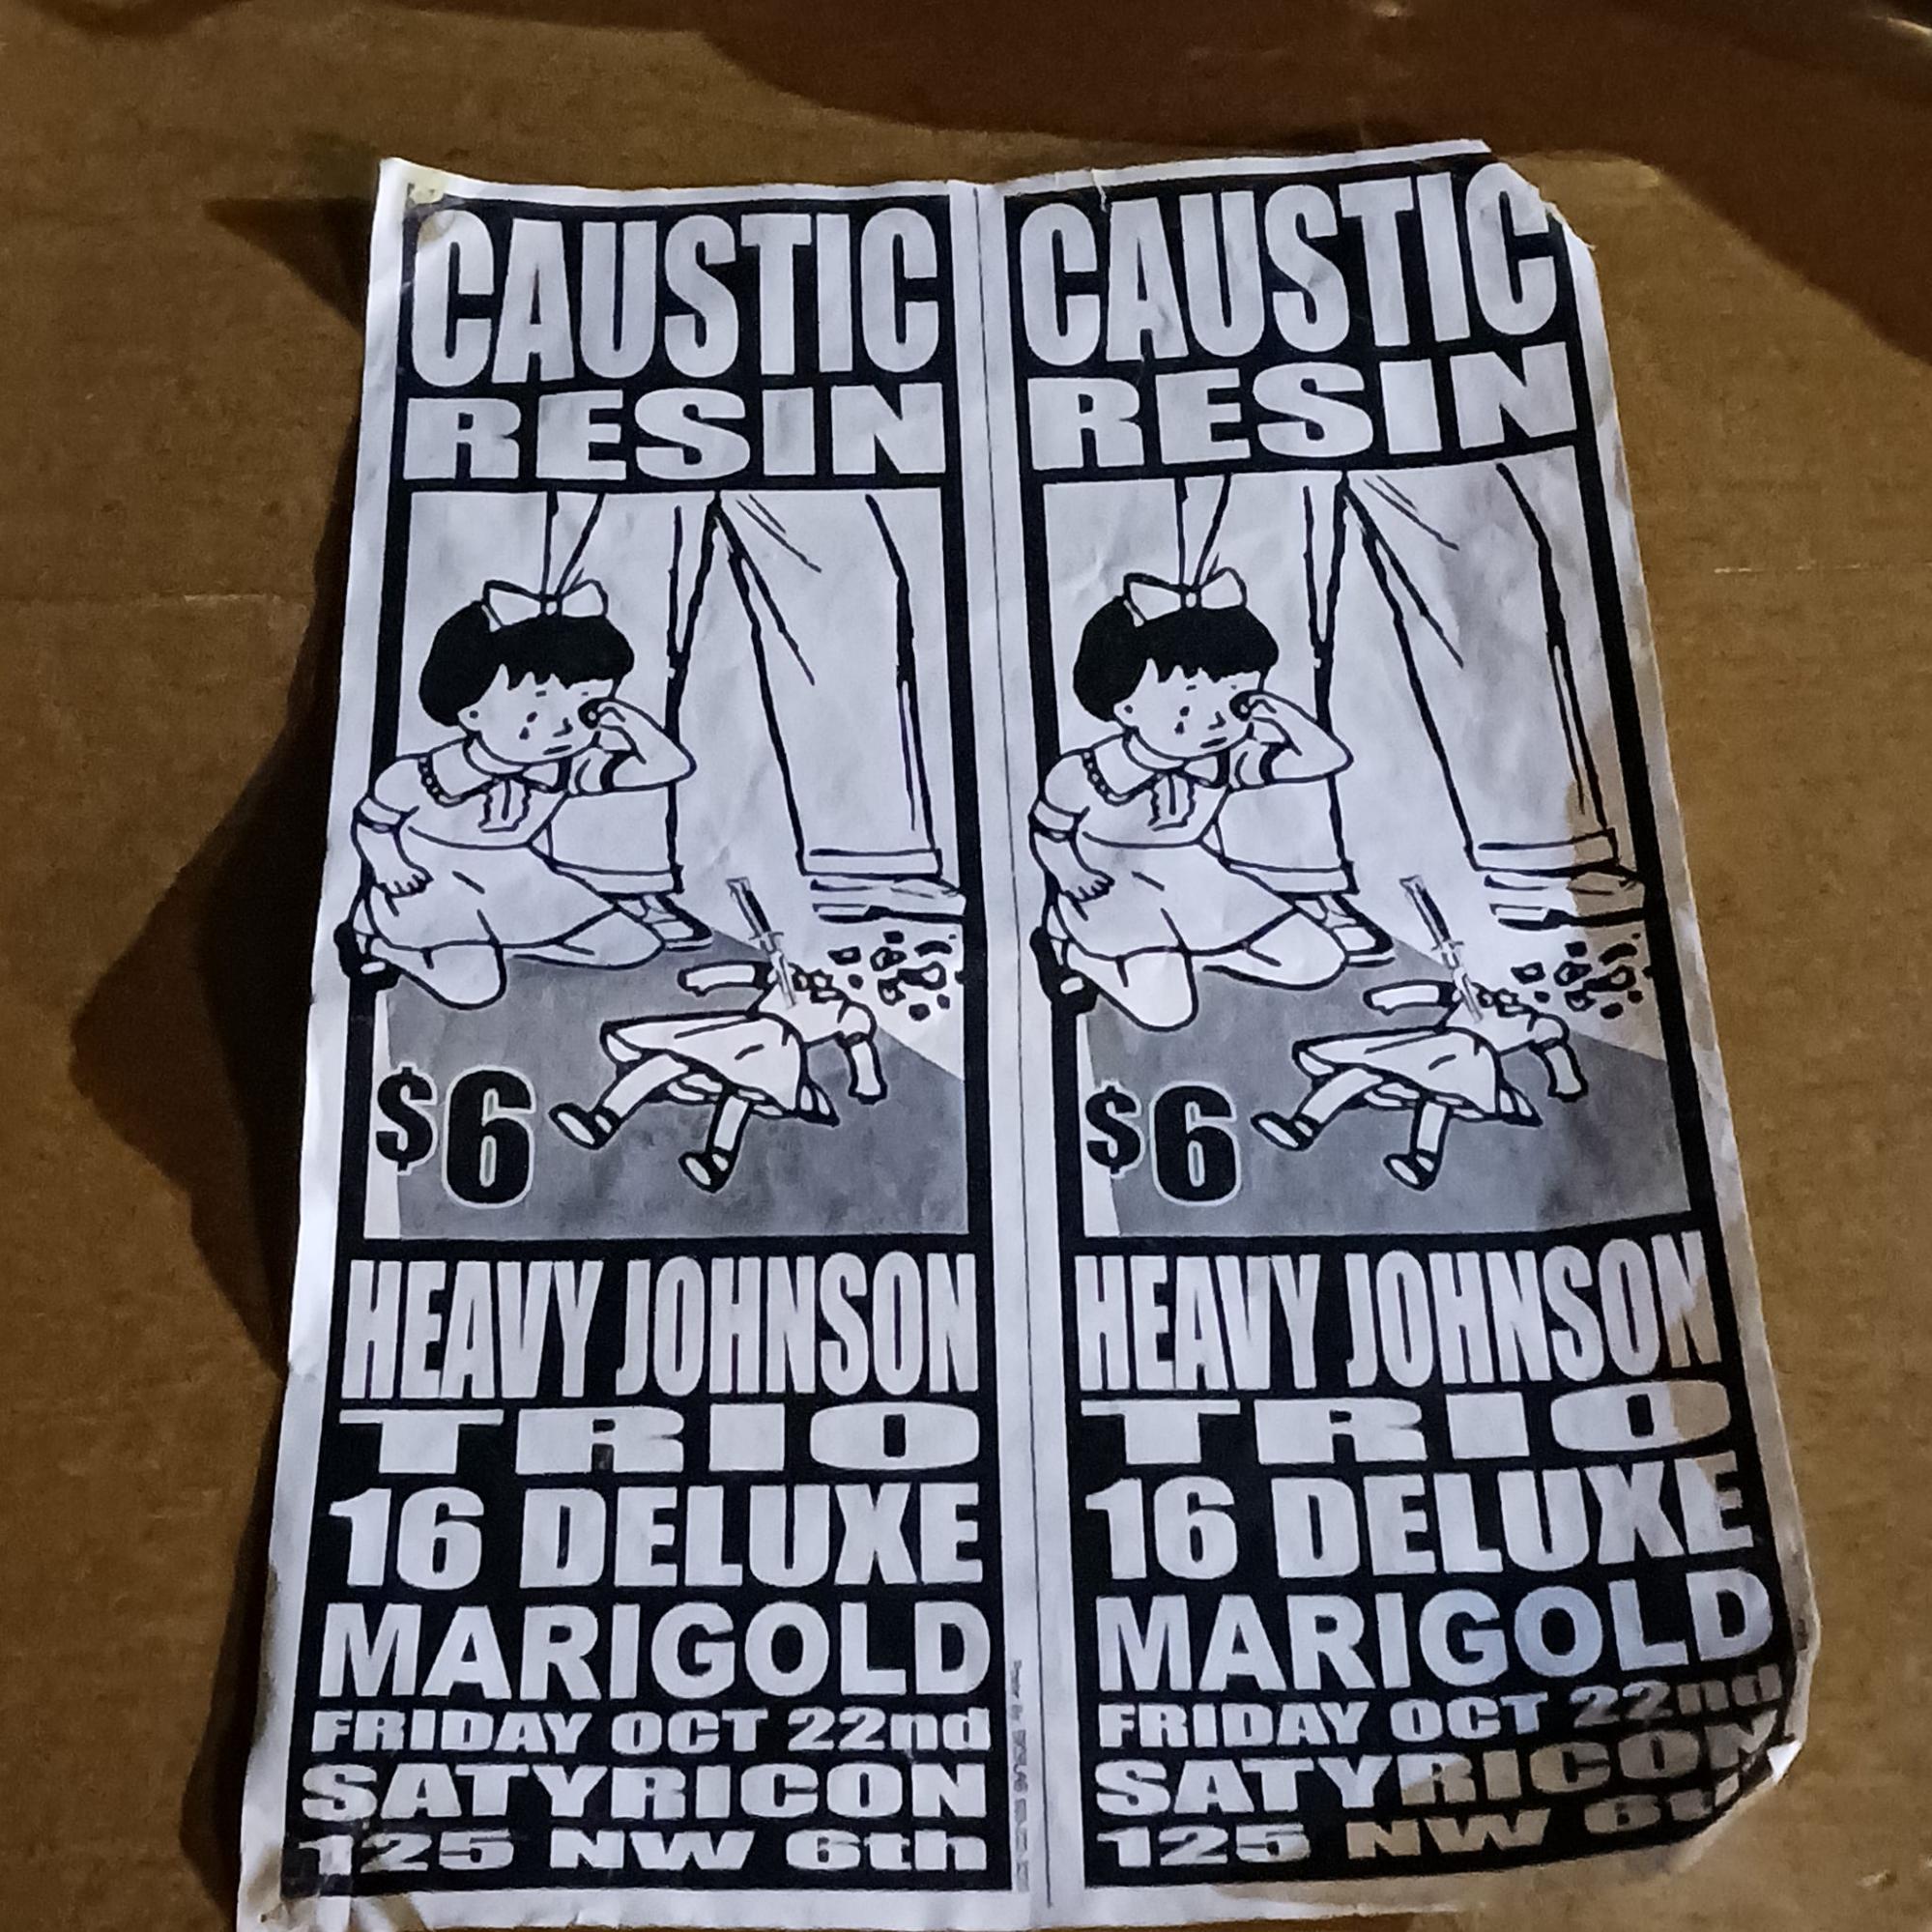 CAUSTIC
RESIN
$6
HEAVY JOHNSON
TRIO
16 DELUXE
MARIGOLD
FRIDAY OCT 22nd
SATYRICON
125 NW 6th
CAUSTIC
RESIN
$6
HEAVY JOHNSON
TRIO
16 DELUXE
MARIGOLD
FRIDAY OCT 22nd
SATYRICON
125 NW 6th